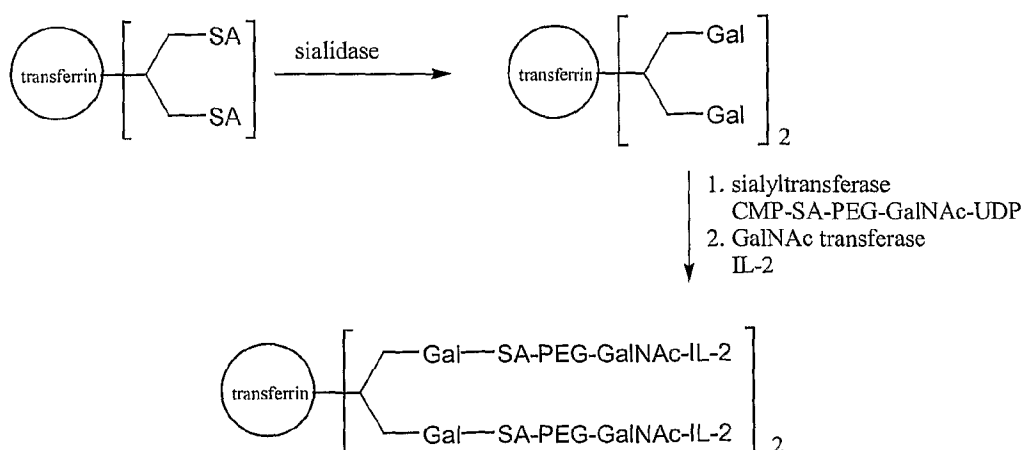 SA
sialidase
transferrin
SA
Gal
transferrin
Gal
2
1. sialyltransferase
CMP-SA-PEG-GalNAc-UDP
2. GalNAc transferase
IL-2
Gal—SA-PEG-GalNAc-IL-2
transferrin
Gal—SA-PEG-GalNAc-IL-2
2